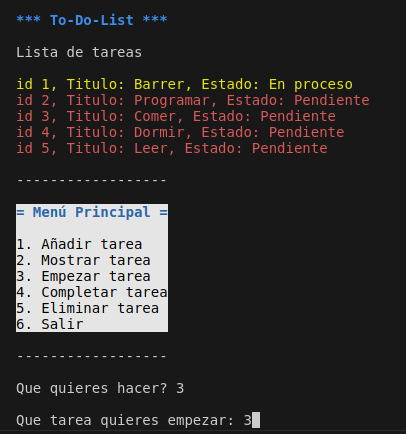 *** To-Do-List ***
Lista de tareas
id 1, Titulo: Barrer, Estado: En proceso
id 2, Titulo: Programar, Estado: Pendiente
id 3, Titulo: Comer, Estado: Pendiente
id 4, Titulo: Dormir, Estado: Pendiente
id 5, Titulo: Leer, Estado: Pendiente
------------------
= Menú Principal =
1. Añadir tarea
2. Mostrar tarea
3. Empezar tarea
4. Completar tarea
5. Eliminar tarea
6. Salir
------------------
Que quieres hacer? 3
Que tarea quieres empezar: 3